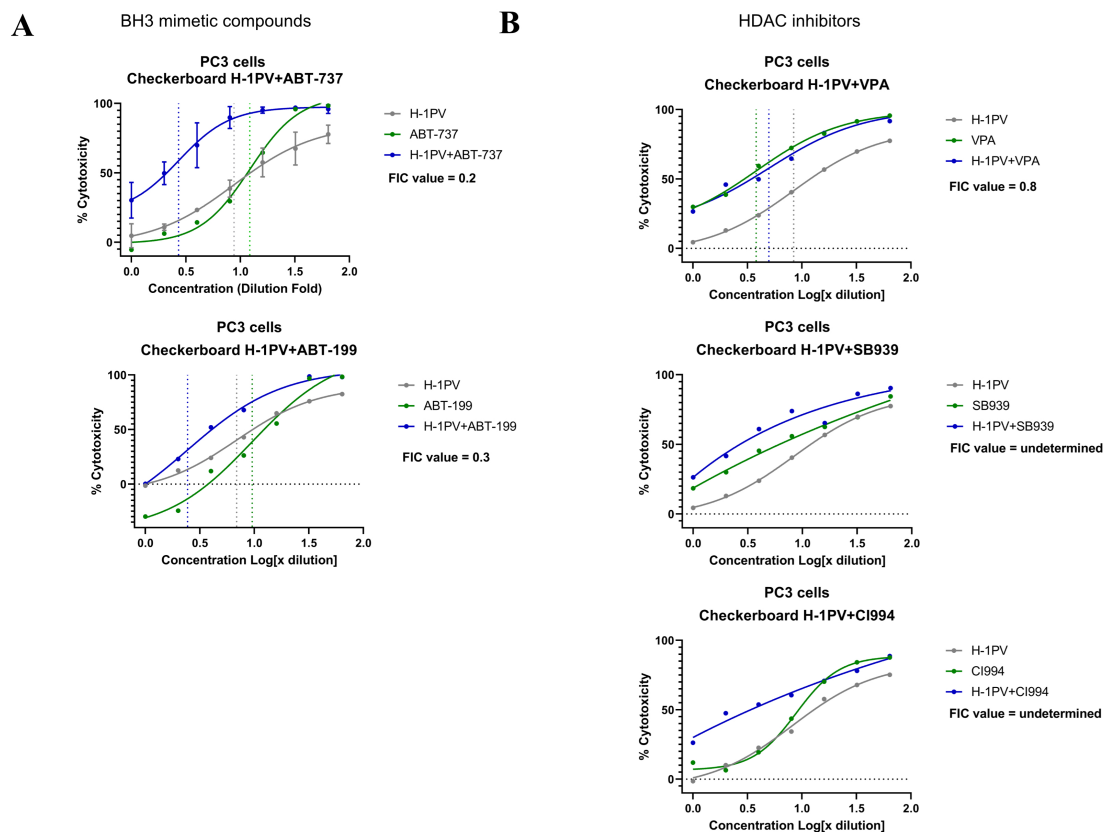 A
BH3 mimetic compounds
PC3 cells
Checkerboard H-1PV+ABT-737
100
50
0
% Cytotoxicity
0.0
0.5
1.0
1.5
2.0
Concentration (Dilution Fold)
H-1PV
ABT-737
H-1PV+ABT-737
FIC value = 0.2
PC3 cells
Checkerboard H-1PV+ABT-199
100
50
0
% Cytotoxicity
0.0
0.5
1.0
1.5
2.0
Concentration Log[x dilution]
H-1PV
ABT-199
H-1PV+ABT-199
FIC value = 0.3
B
HDAC inhibitors
PC3 cells
Checkerboard H-1PV+VPA
100
50
0
% Cytotoxicity
0.0
0.5
1.0
1.5
2.0
Concentration Log[x dilution]
H-1PV
VPA
H-1PV+VPA
FIC value = 0.8
PC3 cells
Checkerboard H-1PV+SB939
100
50
0
% Cytotoxicity
0.0
0.5
1.0
1.5
2.0
Concentration Log[x dilution]
H-1PV
SB939
H-1PV+SB939
FIC value = undetermined
PC3 cells
Checkerboard H-1PV+CI994
100
50
0
% Cytotoxicity
0.0
0.5
1.0
1.5
2.0
Concentration Log[x dilution]
H-1PV
CI994
H-1PV+CI994
FIC value = undetermined